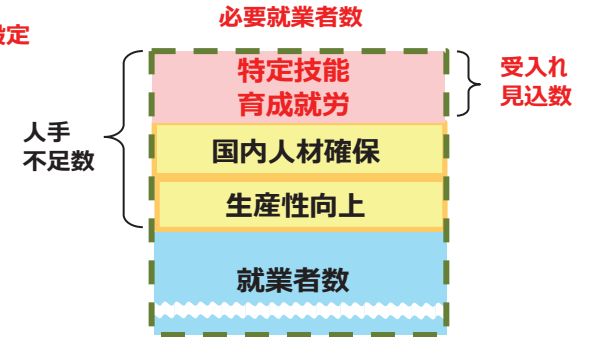 必要就業者数
設定
特定技能
育成就労
受入れ
見込数
人手
不足数
国内人材確保
生産性向上
就業者数